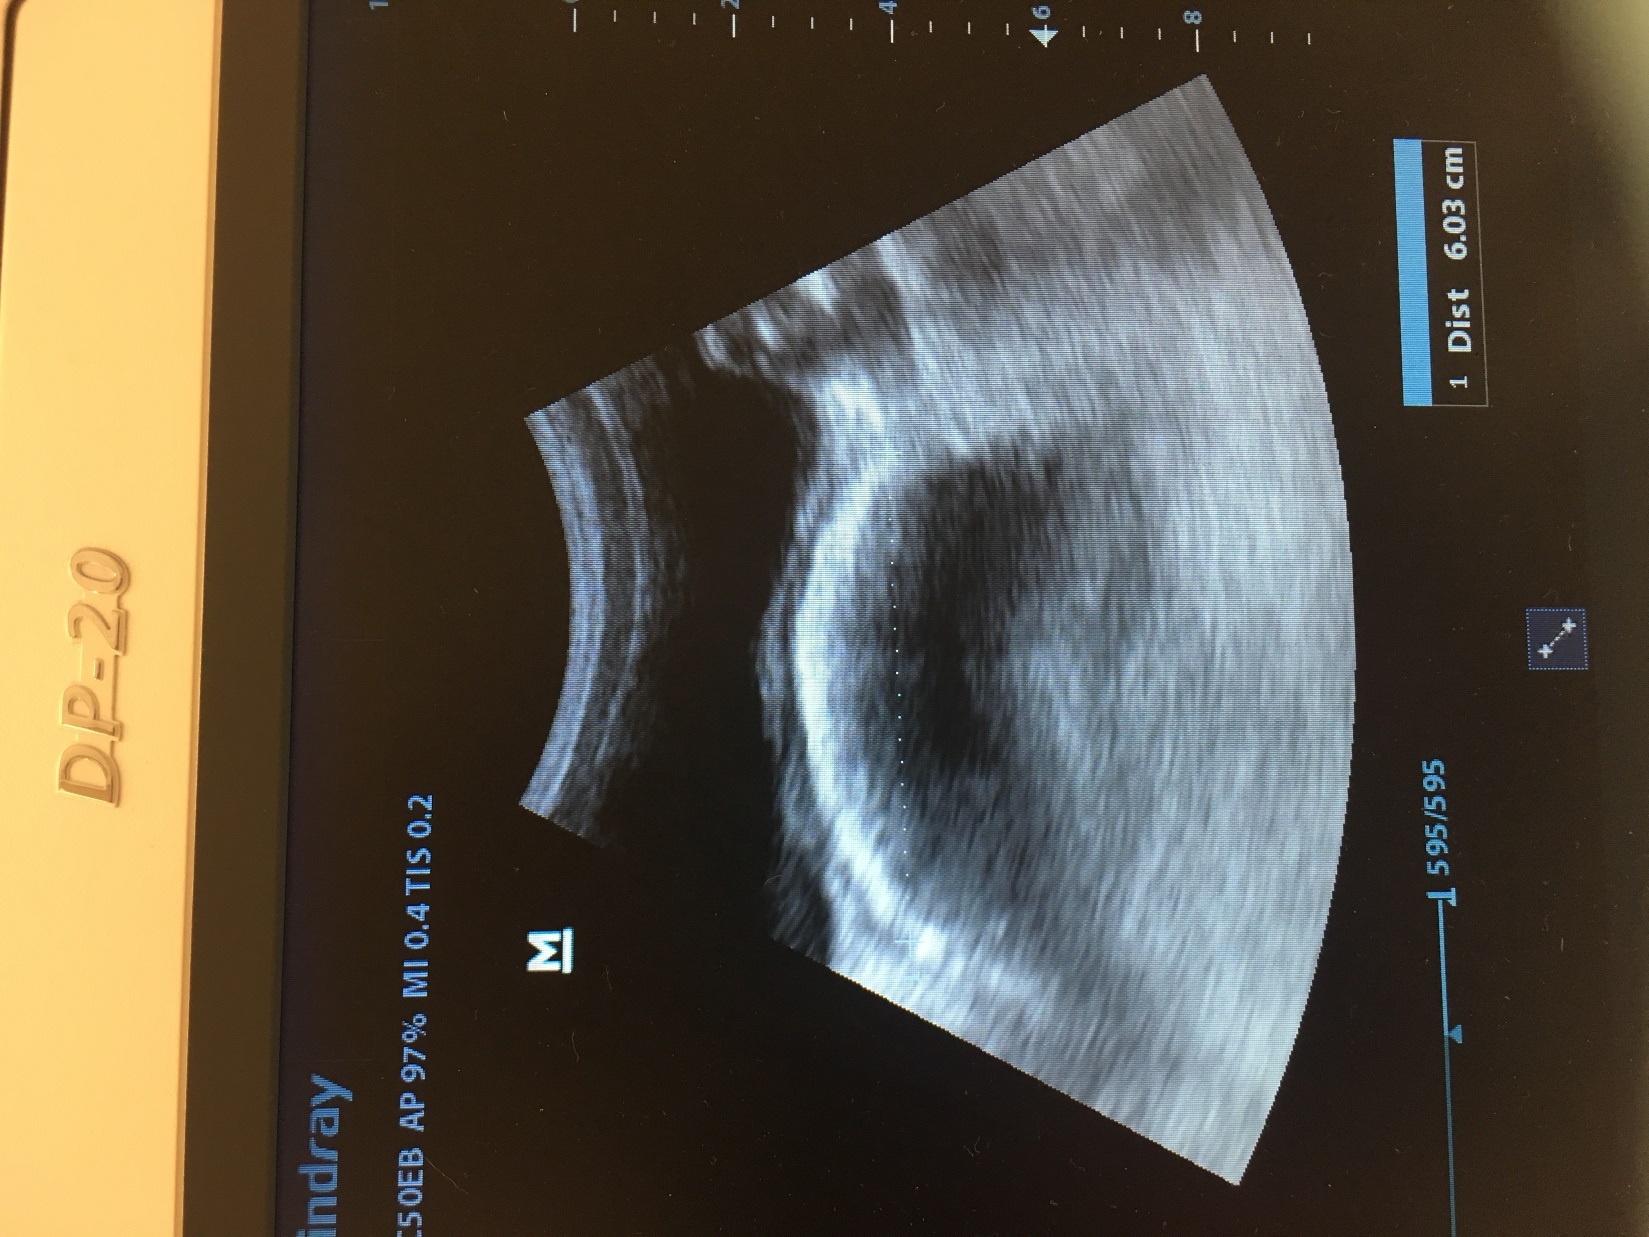 DP-20
indray
C50EB AP 97% MI 0.4 TIS 0.2
M
2
4
6
8
1 Dist 6.03 cm
595/595